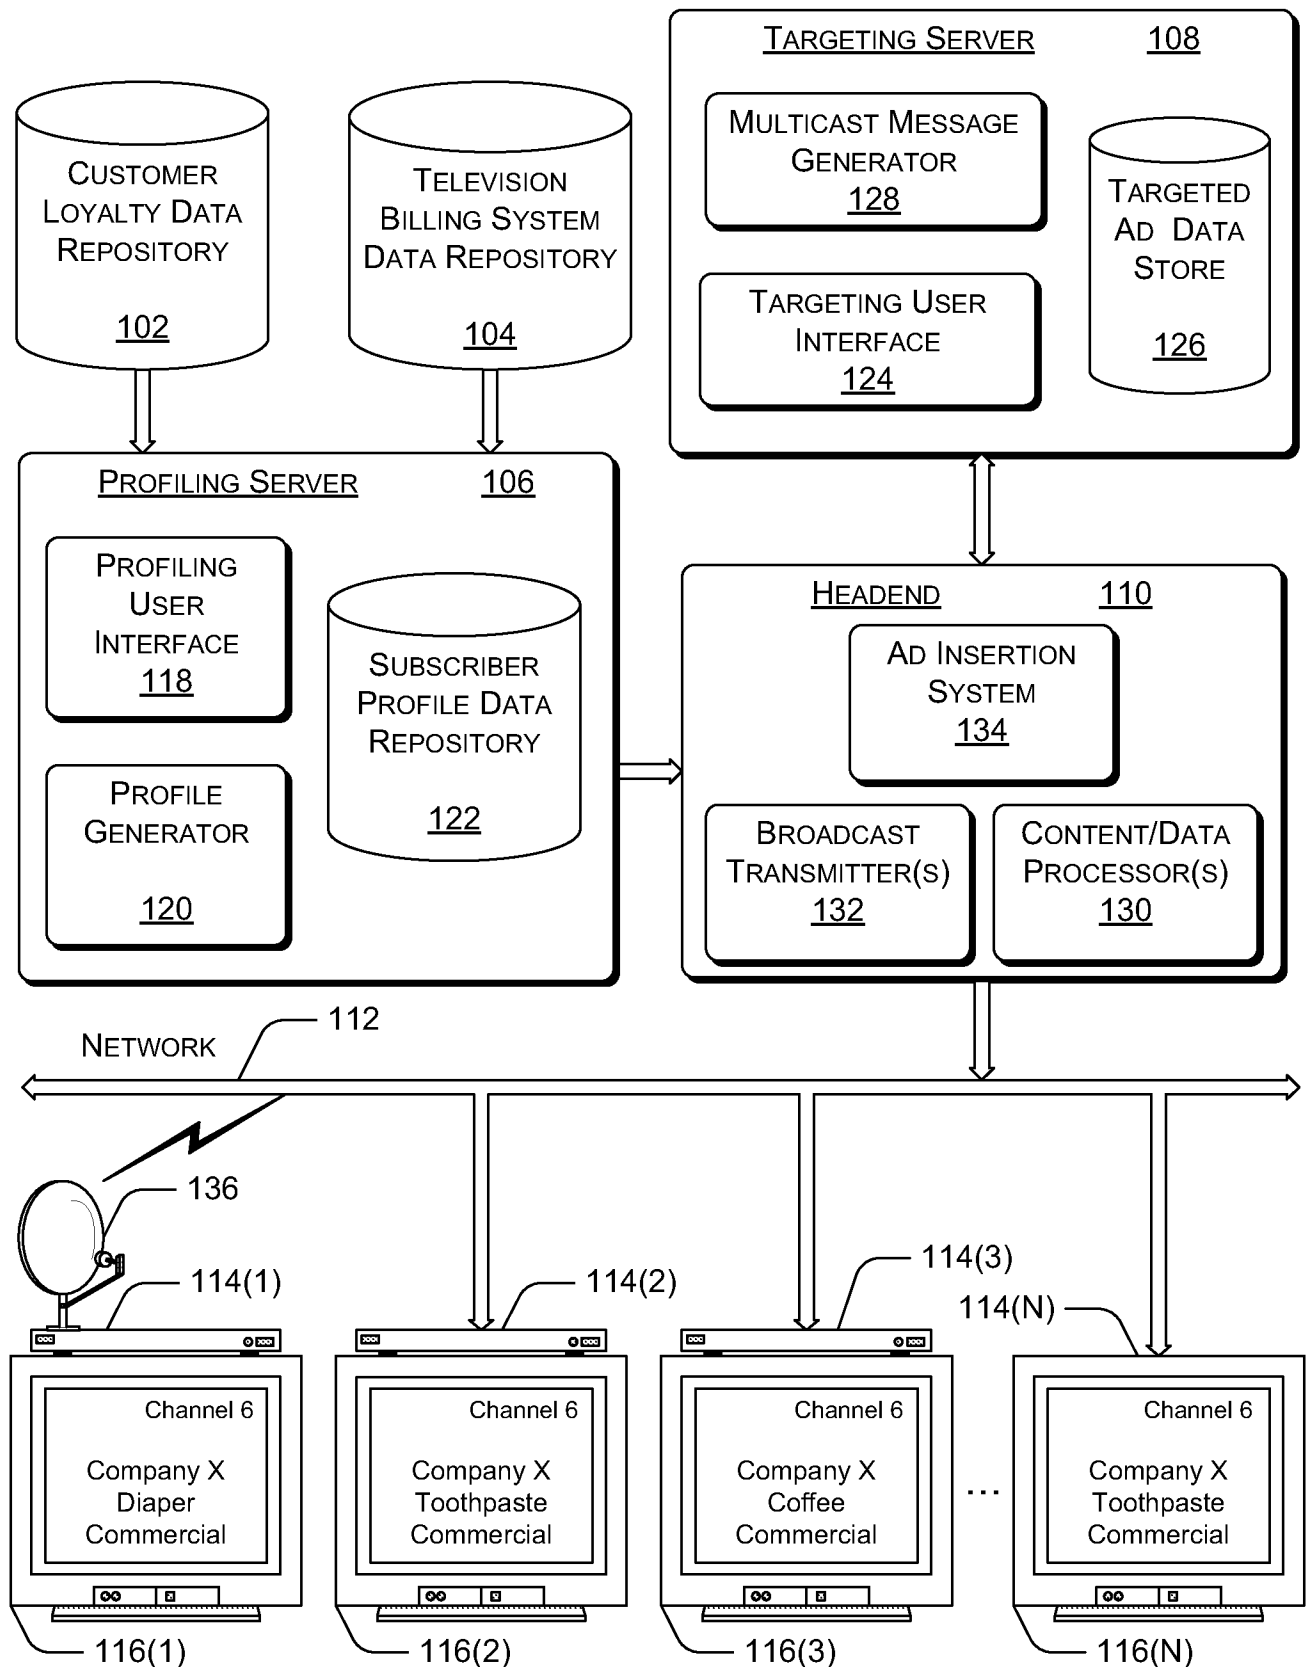 TARGETING SERVER 108
MULTICAST MESSAGE
GENERATOR
128
TARGETED
AD DATA
STORE
126
TARGETING USER
INTERFACE
124
CUSTOMER
LOYALTY DATA
REPOSITORY
102
TELEVISION
BILLING SYSTEM
DATA REPOSITORY
104
PROFILING SERVER 106
PROFILING
USER
INTERFACE
118
SUBSCRIBER
PROFILE DATA
REPOSITORY
122
PROFILE
GENERATOR
120
HEADEND 110
AD INSERTION
SYSTEM
134
BROADCAST
TRANSMITTER(S)
132
CONTENT/DATA
PROCESSOR(S)
130
NETWORK
112
136
114(1)
114(2)
114(3)
114(N)
Channel 6
Company X
Diaper
Commercial
116(1)
Channel 6
Company X
Toothpaste
Commercial
116(2)
Channel 6
Company X
Coffee
Commercial
116(3)
...
Channel 6
Company X
Toothpaste
Commercial
116(N)